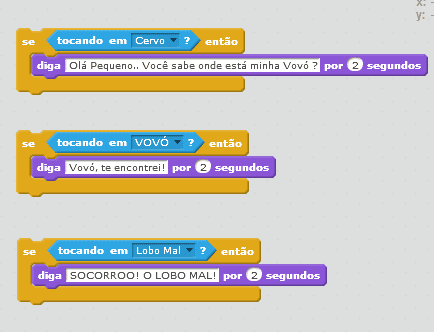 x: -
y: -
se tocando em Cervo ? então
diga Olá Pequeno.. Você sabe onde está minha Vovó ? por 2 segundos
se tocando em VOVÓ ? então
diga Vovó, te encontrei! por 2 segundos
se tocando em Lobo Mal ? então
diga SOCORROO! O LOBO MAL! por 2 segundos